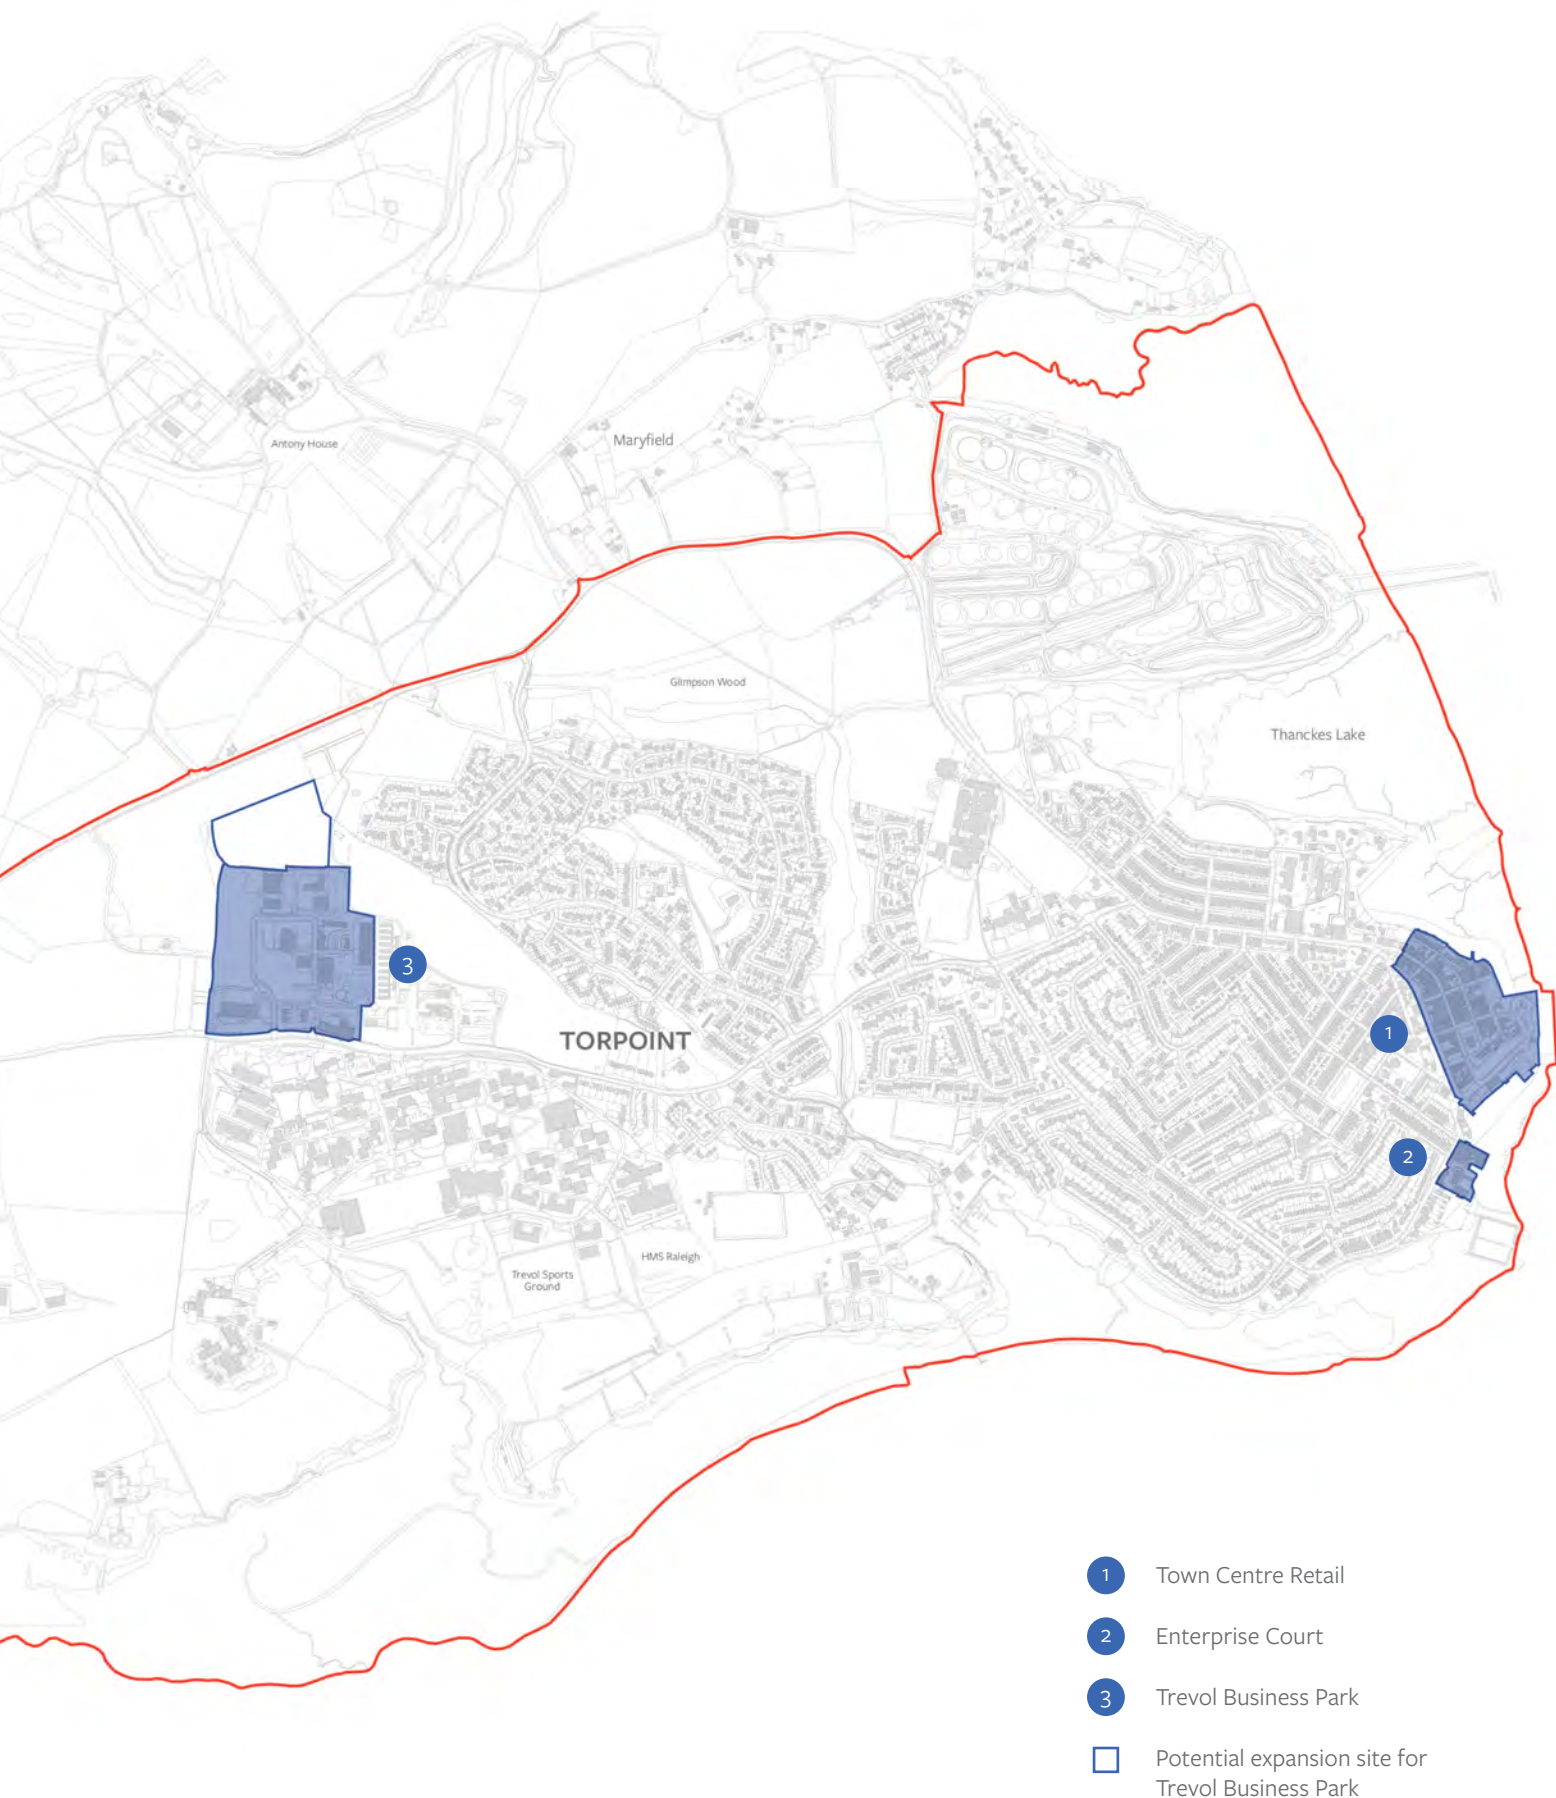 Antony House
Maryfield
Glimpson Wood
Thanckes Lake
3
TORPOINT
1
2
HMS Raleigh
Trevol Sports
Ground
1 Town Centre Retail
2 Enterprise Court
3 Trevol Business Park
Potential expansion site for
Trevol Business Park